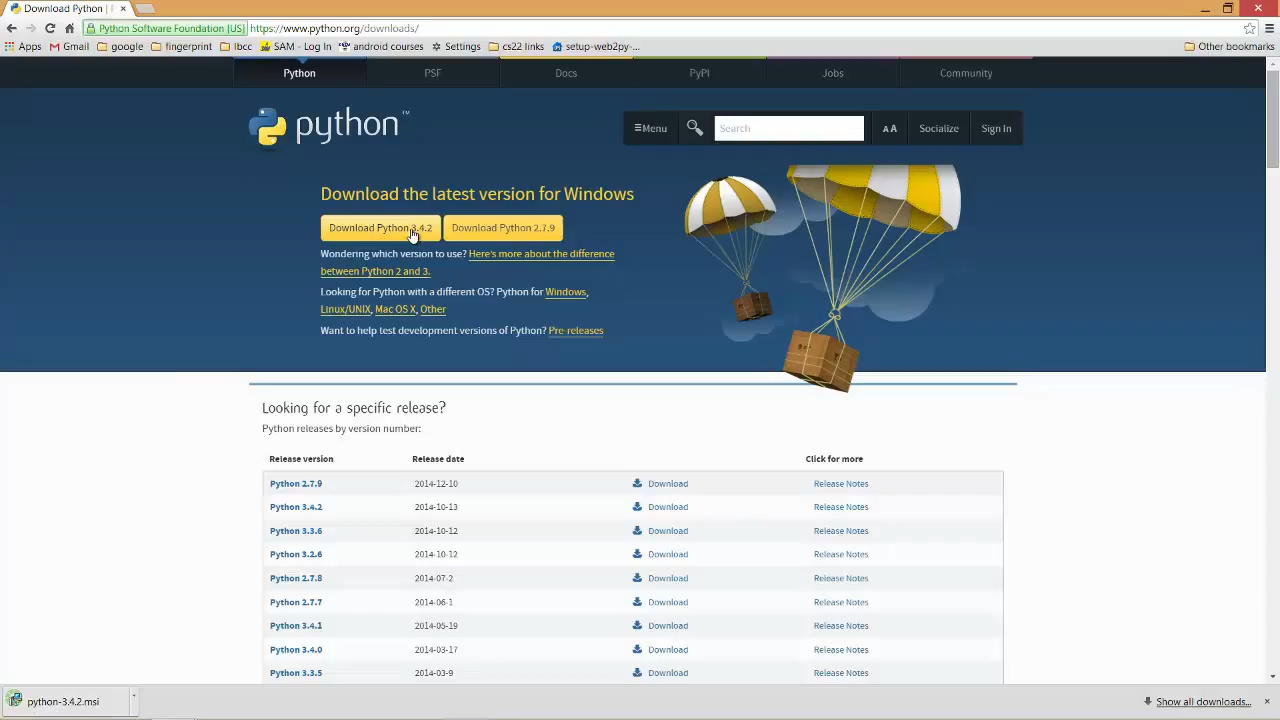 Download Python |
Python Software Foundation [US] https://www.python.org/downloads/
Apps Gmail google fingerprint lbcc SAM - Log In android courses Settings cs22 links setup-web2py-... Other bookmarks
Python PSF Docs PyPI Jobs Community
python™
≡Menu Search AA Socialize Sign In
Download the latest version for Windows
Download Python 3.4.2 Download Python 2.7.9
Wondering which version to use? Here's more about the difference
between Python 2 and 3.
Looking for Python with a different OS? Python for Windows,
Linux/UNIX, Mac OS X, Other
Want to help test development versions of Python? Pre-releases
Looking for a specific release?
Python releases by version number:
Release version Release date Click for more
Python 2.7.9 2014-12-10 Download Release Notes
Python 3.4.2 2014-10-13 Download Release Notes
Python 3.3.6 2014-10-12 Download Release Notes
Python 3.2.6 2014-10-12 Download Release Notes
Python 2.7.8 2014-07-2 Download Release Notes
Python 2.7.7 2014-06-1 Download Release Notes
Python 3.4.1 2014-05-19 Download Release Notes
Python 3.4.0 2014-03-17 Download Release Notes
Python 3.3.5 2014-03-9 Download Release Notes
python-3.4.2.msi Show all downloads...